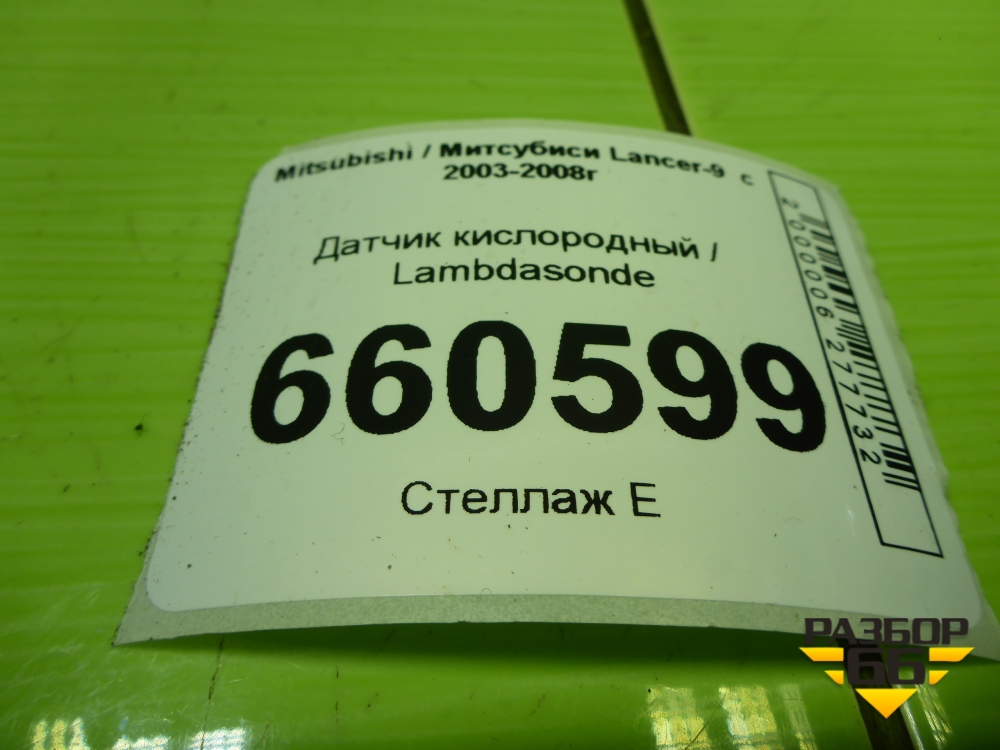 Mitsubishi / Митсубиси Lancer-9 с
2003-2008г
Датчик кислородный /
Lambdasonde
660599
Стеллаж Е
2000006277732
РАЗБОР
66